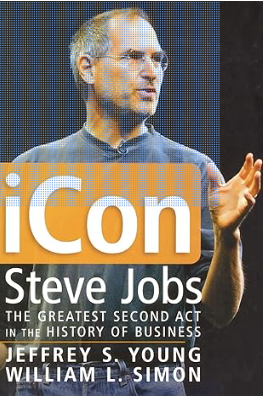 iCon
Steve Jobs
THE GREATEST SECOND ACT
IN THE HISTORY OF BUSINESS
JEFFREY S. YOUNG
WILLIAM L. SIMON